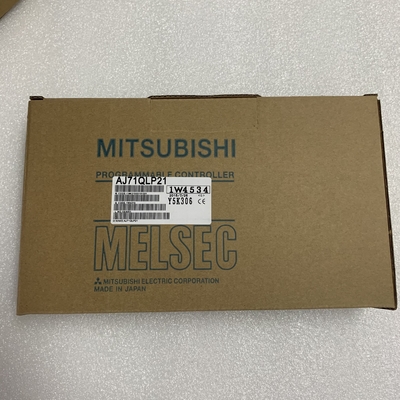 MITSUBISHI
PROGRAMMABLE CONTROLLER
AJ71QLP21
1W4534
Y5K306 CE
MELSEC
MITSUBISHI ELECTRIC CORPORATION
MADE IN JAPAN